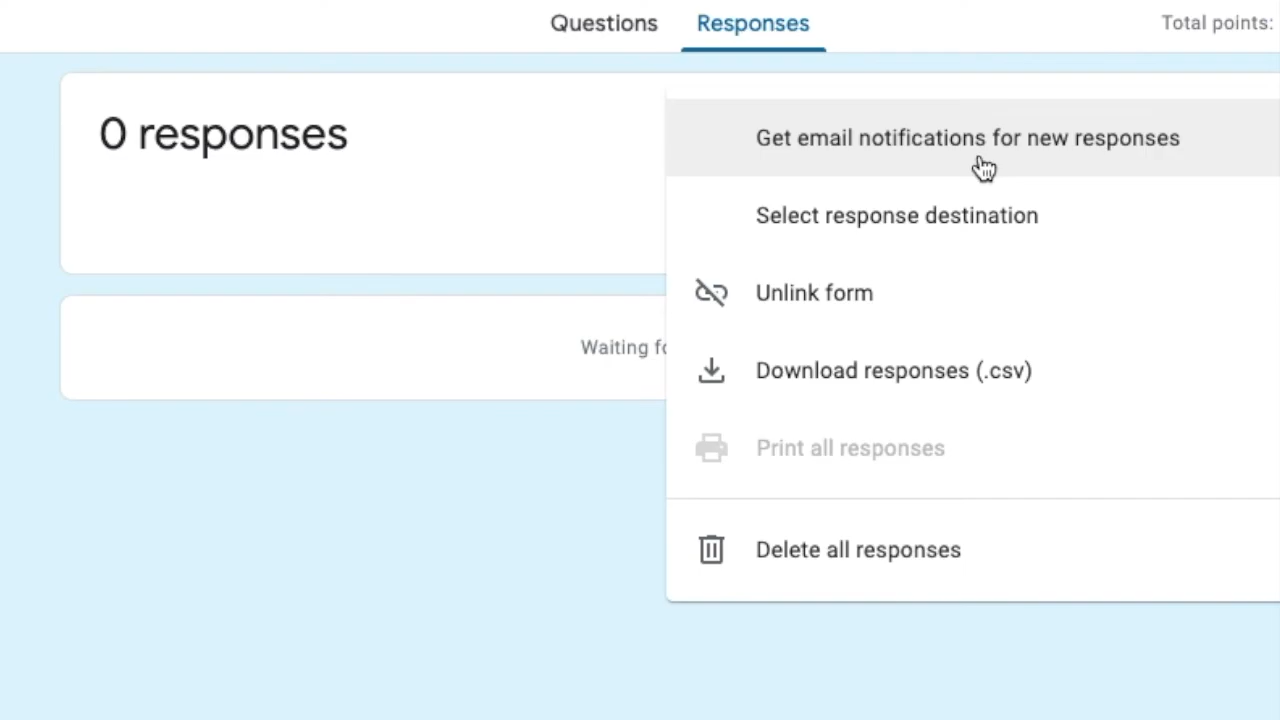 Questions
Responses
Total points:
0 responses
Get email notifications for new responses
Select response destination
Unlink form
Waiting
Download responses (.csv)
Print all responses
Delete all responses